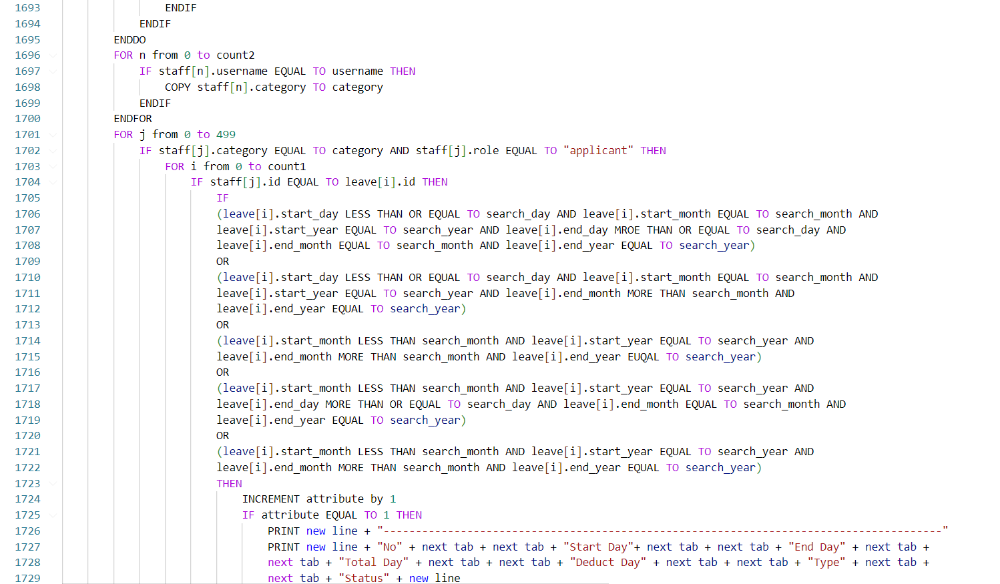 1693 ENDIF
1694 ENDIF
1695 ENDDO
1696 FOR n from 0 to count2
1697 IF staff[n].username EQUAL TO username THEN
1698 COPY staff[n].category TO category
1699 ENDIF
1700 ENDFOR
1701 FOR j from 0 to 499
1702 IF staff[j].category EQUAL TO category AND staff[j].role EQUAL TO "applicant" THEN
1703 FOR i from 0 to count1
1704 IF staff[j].id EQUAL TO leave[i].id THEN
1705 IF
1706 (leave[i].start_day LESS THAN OR EQUAL TO search_day AND leave[i].start_month EQUAL TO search_month AND
1707 leave[i].start_year EQUAL TO search_year AND leave[i].end_day MROE THAN OR EQUAL TO search_day AND
1708 leave[i].end_month EQUAL TO search_month AND leave[i].end_year EQUAL TO search_year)
1709 OR
1710 (leave[i].start_day LESS THAN OR EQUAL TO search_day AND leave[i].start_month EQUAL TO search_month AND
1711 leave[i].start_year EQUAL TO search_year AND leave[i].end_month MORE THAN search_month AND
1712 leave[i].end_year EQUAL TO search_year)
1713 OR
1714 (leave[i].start_month LESS THAN search_month AND leave[i].start_year EQUAL TO search_year AND
1715 leave[i].end_month MORE THAN search_month AND leave[i].end_year EUQAL TO search_year)
1716 OR
1717 (leave[i].start_month LESS THAN search_month AND leave[i].start_year EQUAL TO search_year AND
1718 leave[i].end_day MORE THAN OR EQUAL TO search_day AND leave[i].end_month EQUAL TO search_month AND
1719 leave[i].end_year EQUAL TO search_year)
1720 OR
1721 (leave[i].start_month LESS THAN search_month AND leave[i].start_year EQUAL TO search_year AND
1722 leave[i].end_month MORE THAN search_month AND leave[i].end_year EQUAL TO search_year)
1723 THEN
1724 INCREMENT attribute by 1
1725 IF attribute EQUAL TO 1 THEN
1726 PRINT new line + "---------------------------------------------------------------------------------------"
1727 PRINT new line + "No" + next tab + next tab + "Start Day"+ next tab + next tab + "End Day" + next tab +
1728 next tab + "Total Day" + next tab + next tab + "Deduct Day" + next tab + next tab + "Type" + next tab +
1729 next tab + "Status" + new line